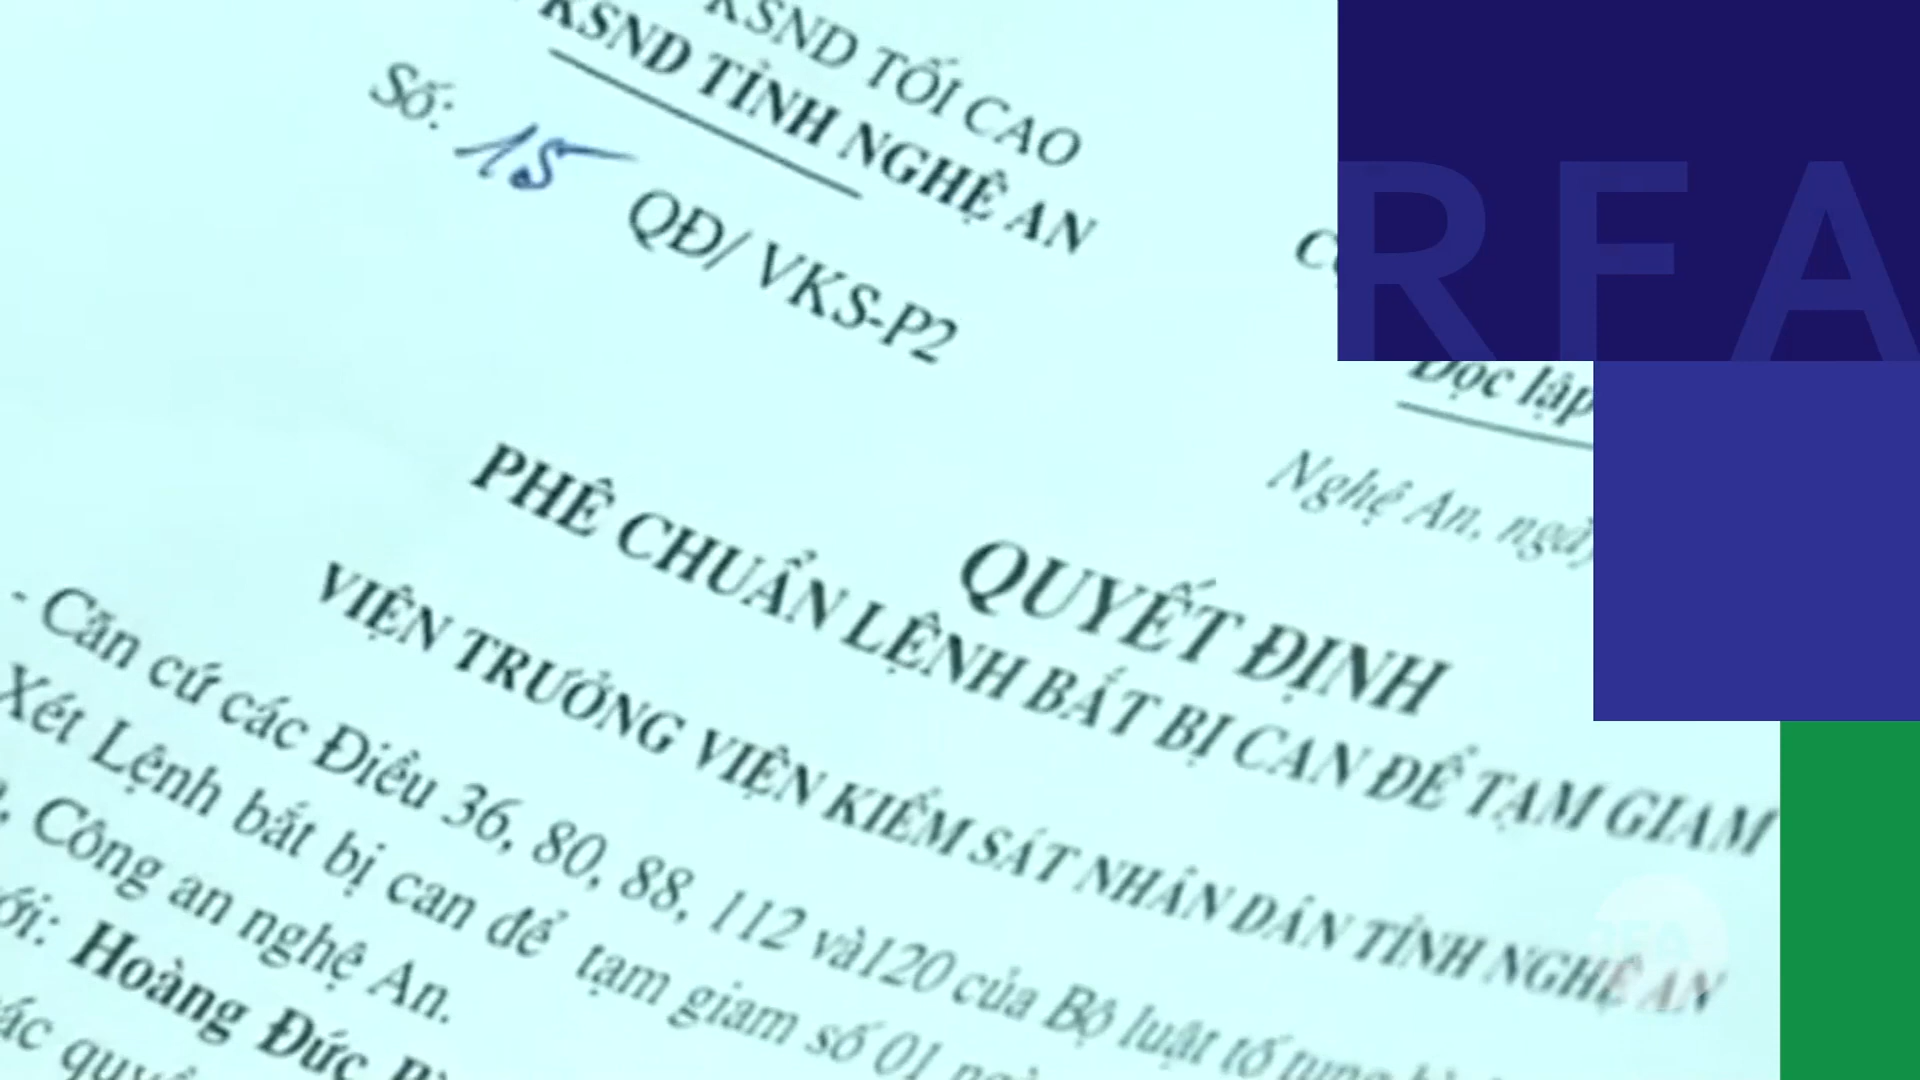 KSND TỐI CAO
KSND TỈNH NGHỆ AN
Số: 15 QĐ/ VKS-P2
Độc lập
Nghệ An, ngày
QUYẾT ĐỊNH
PHÊ CHUẨN LỆNH BẮT BỊ CAN ĐỂ TẠM GIAM
VIỆN TRƯỞNG VIỆN KIỂM SÁT NHÂN DÂN TỈNH NGHỆ AN
- Căn cứ các Điều 36, 80, 88, 112 và120 của Bộ luật tố tụng
Xét Lệnh bắt bị can để tạm giam số 01
Công an nghệ An.
Hoàng Đức
RFA